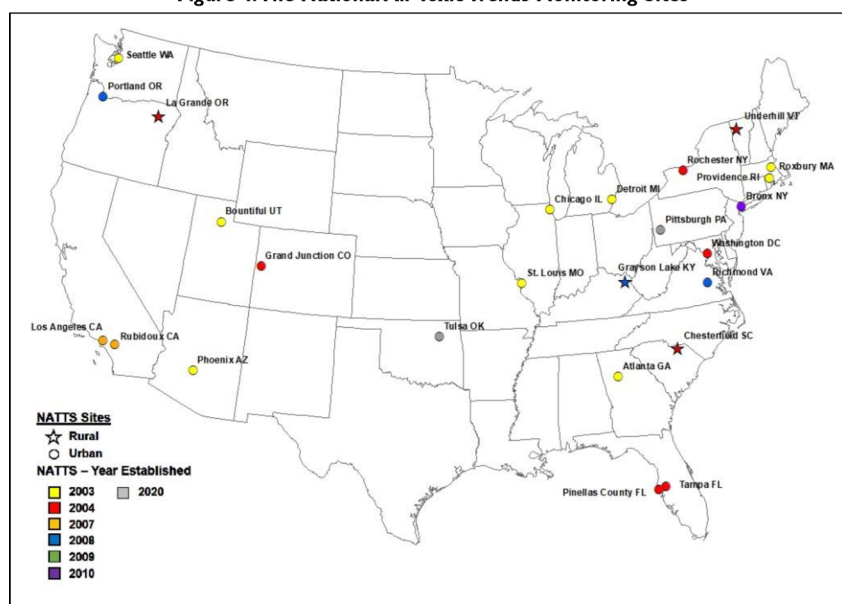 Figure 4. The National Air Toxic Trends Monitoring Sites
Seattle WA
Portland OR
La Grande OR
Underhill VT
Rochester NY
Roxbury MA
Providence RI
Detroit MI
Chicago IL
Bronx NY
Bountiful UT
Pittsburgh PA
Grand Junction CO
Washington DC
St. Louis MO
Grayson Lake KY
Richmond VA
Los Angeles CA
Rubidoux CA
Tulsa OK
Chesterfield SC
Phoenix AZ
Atlanta GA
Pinellas County FL
Tampa FL
NATTS Sites
Rural
Urban
NATTS – Year Established
2003 2020
2004
2007
2008
2009
2010